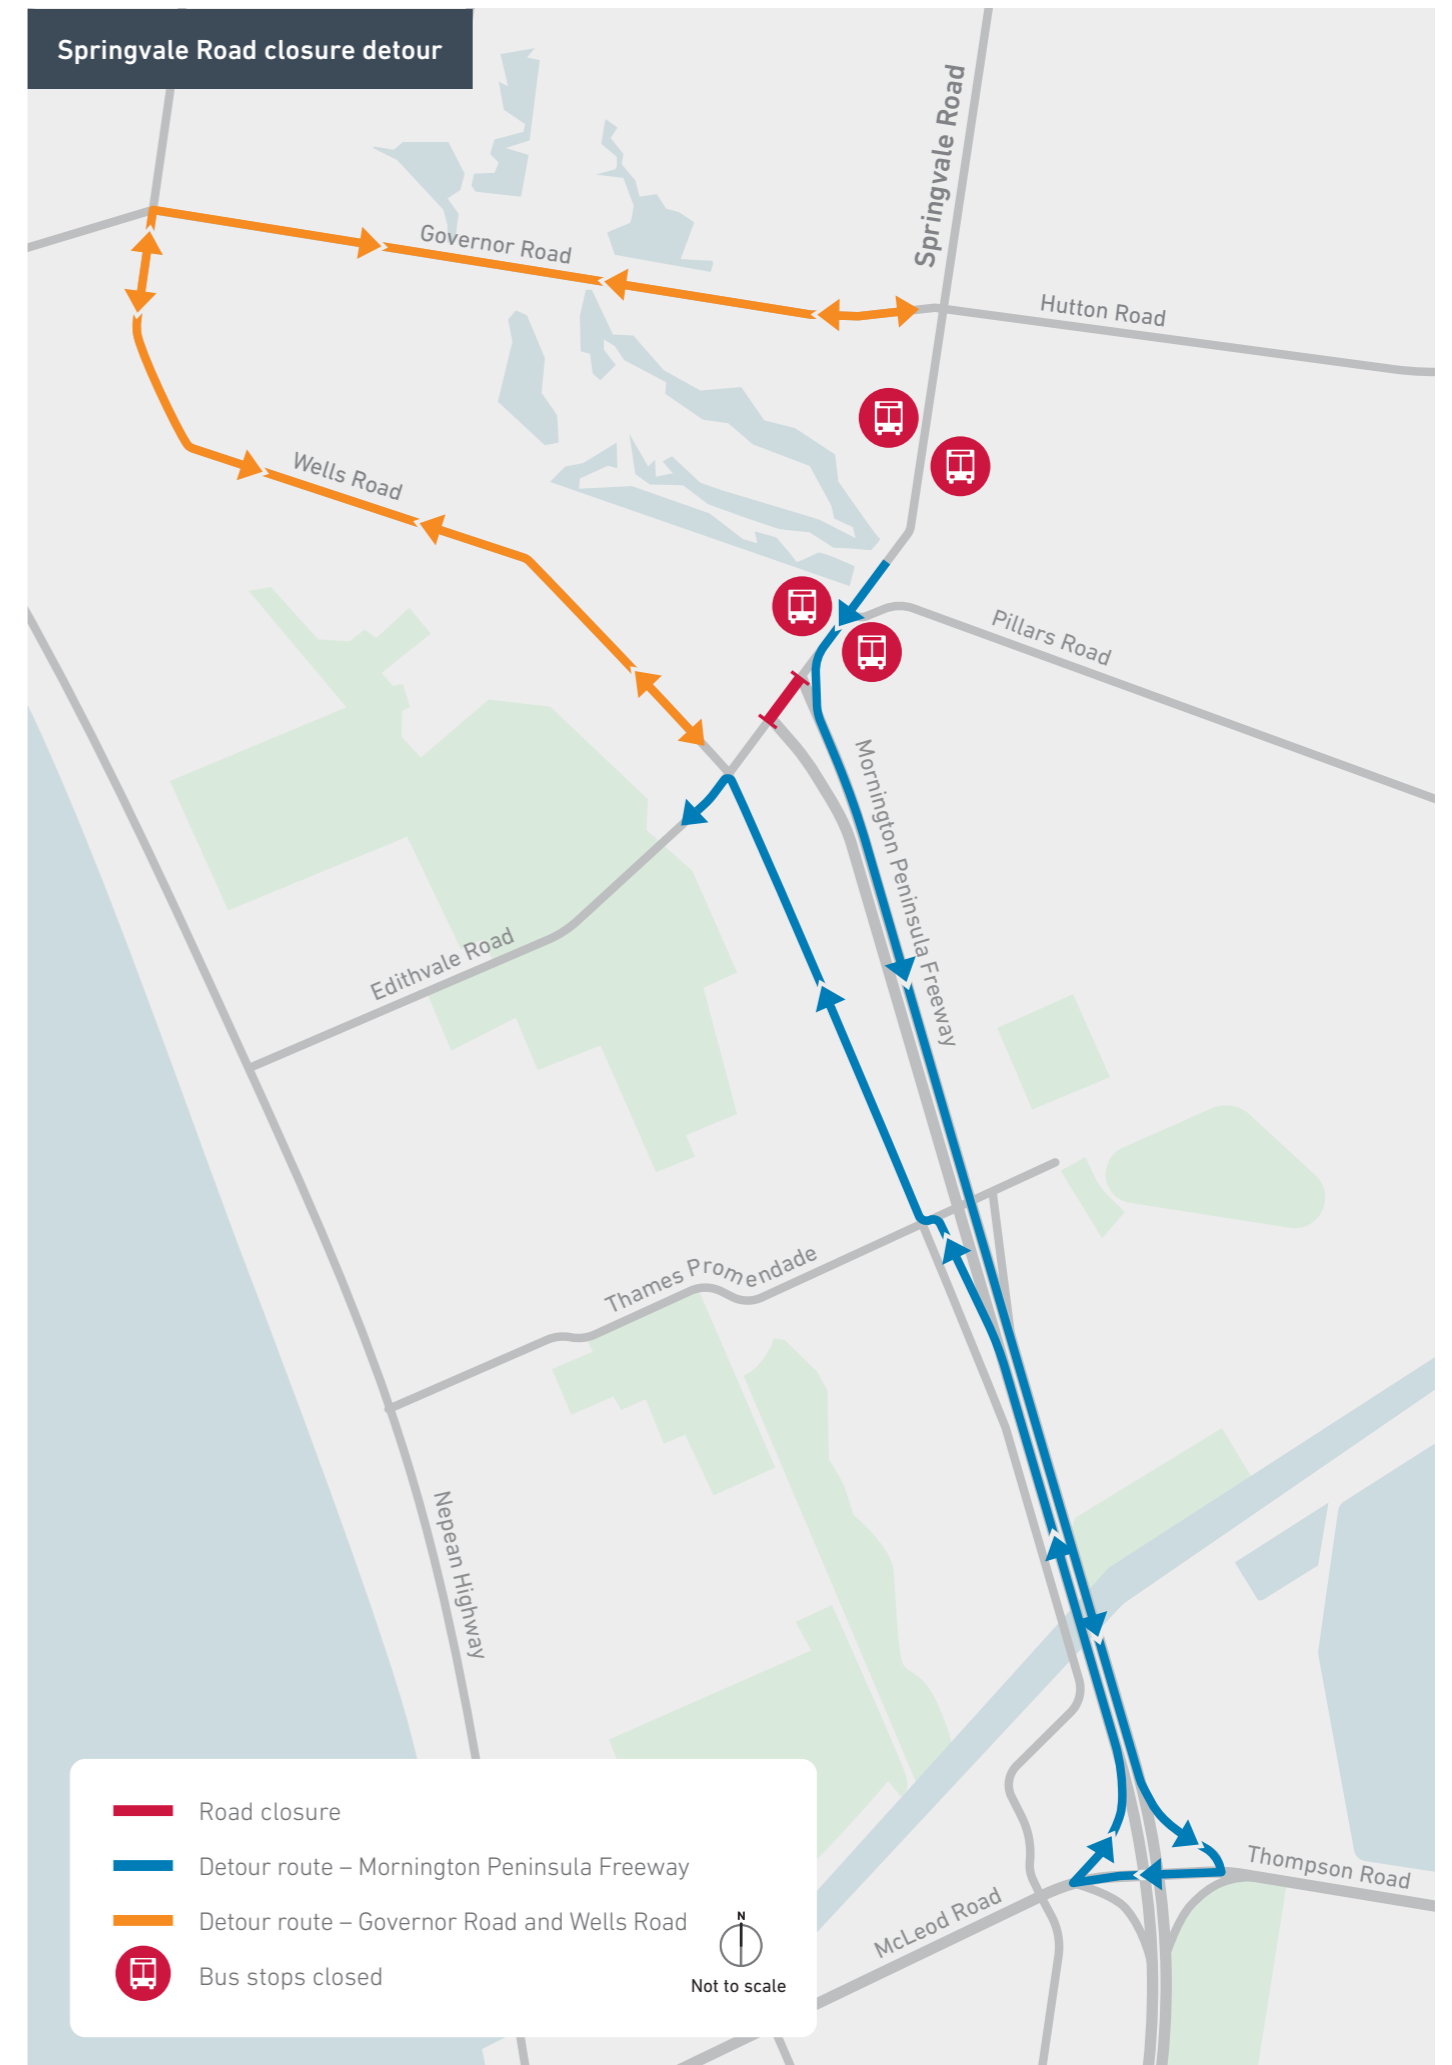 Springvale Road closure detour
Springvale Road
Governor Road
Hutton Road
Wells Road
Pillars Road
Mornington Peninsula Freeway
Edithvale Road
Thames Promendade
Nepean Highway
Thompson Road
McLeod Road
Road closure
Detour route – Mornington Peninsula Freeway
Detour route – Governor Road and Wells Road
Bus stops closed
N
Not to scale